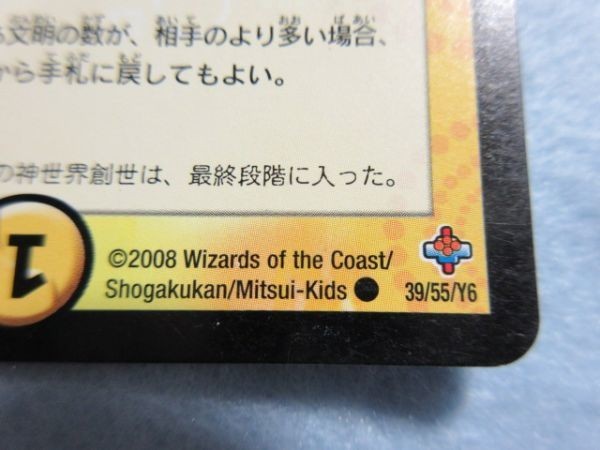 文明の数が、相手のより多い場合、
から手札に戻してもよい。
の神世界創世は、最終段階に入った。
1
©2008 Wizards of the Coast/
Shogakukan/Mitsui-Kids ● 39/55/Y6